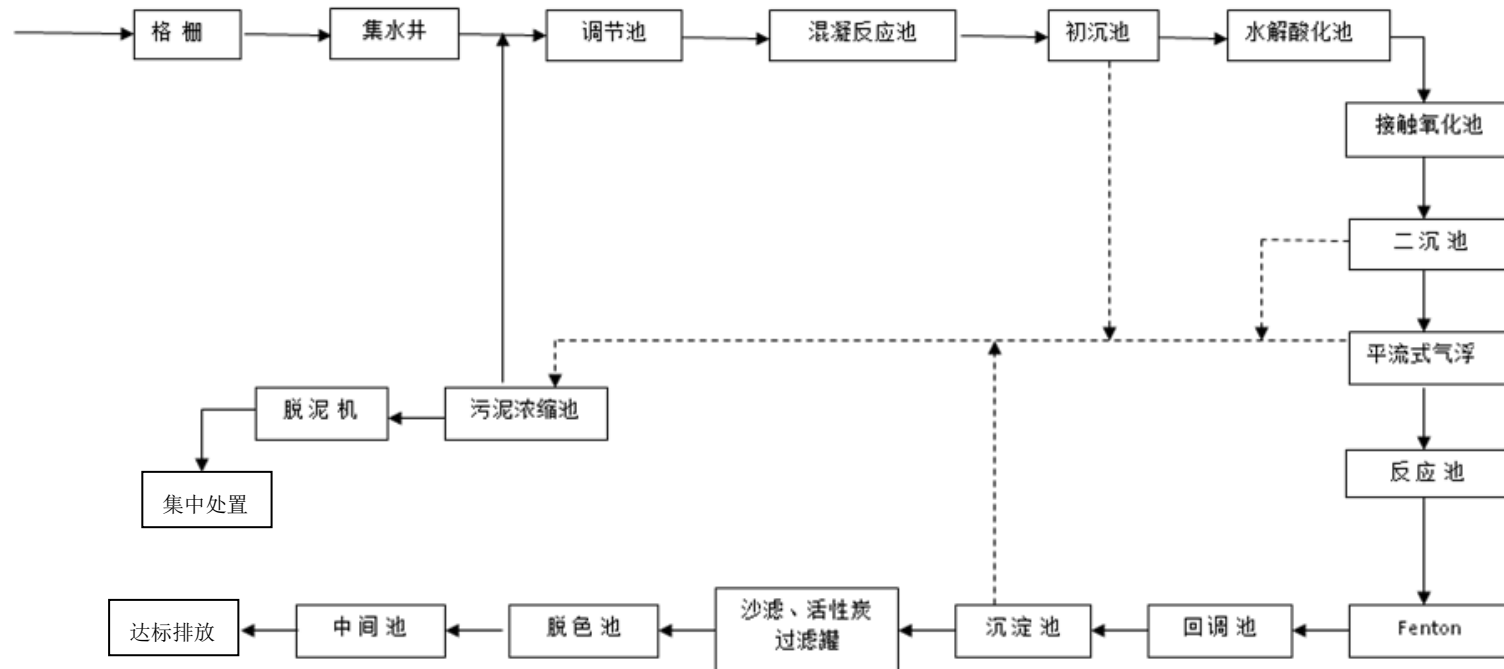 格 栅
集水井
调节池
混凝反应池
初沉池
水解酸化池
接触氧化池
二 沉 池
平流式气浮
脱 泥 机
污泥浓缩池
反 应 池
集中处置
达标排放
中 间 池
脱 色 池
沙滤、活性炭
过滤罐
沉 淀 池
回 调 池
Fenton